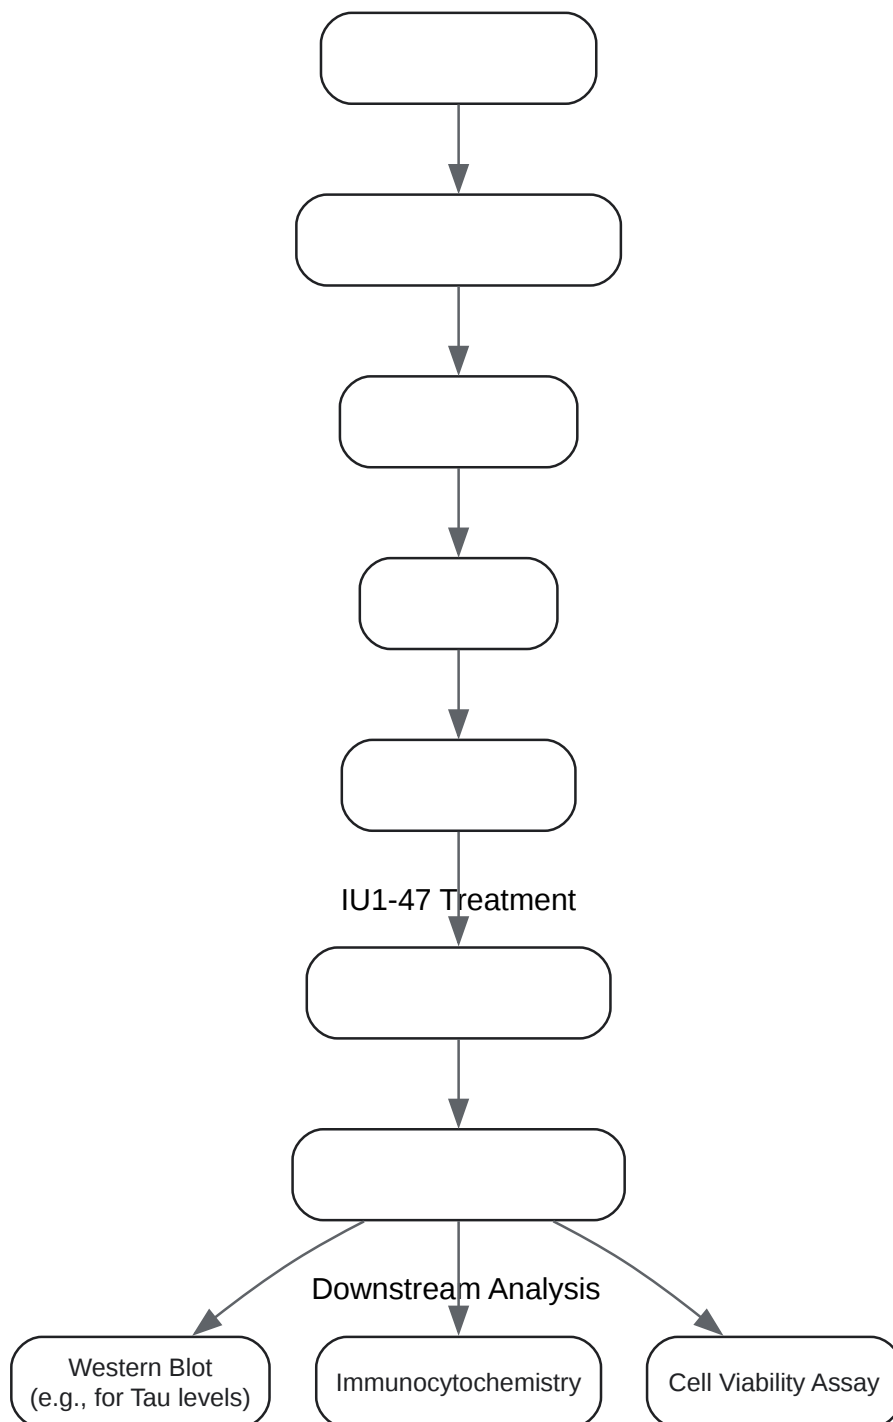 IU1-47 Treatment
Downstream Analysis
Western Blot
(e.g., for Tau levels)
Immunocytochemistry
Cell Viability Assay